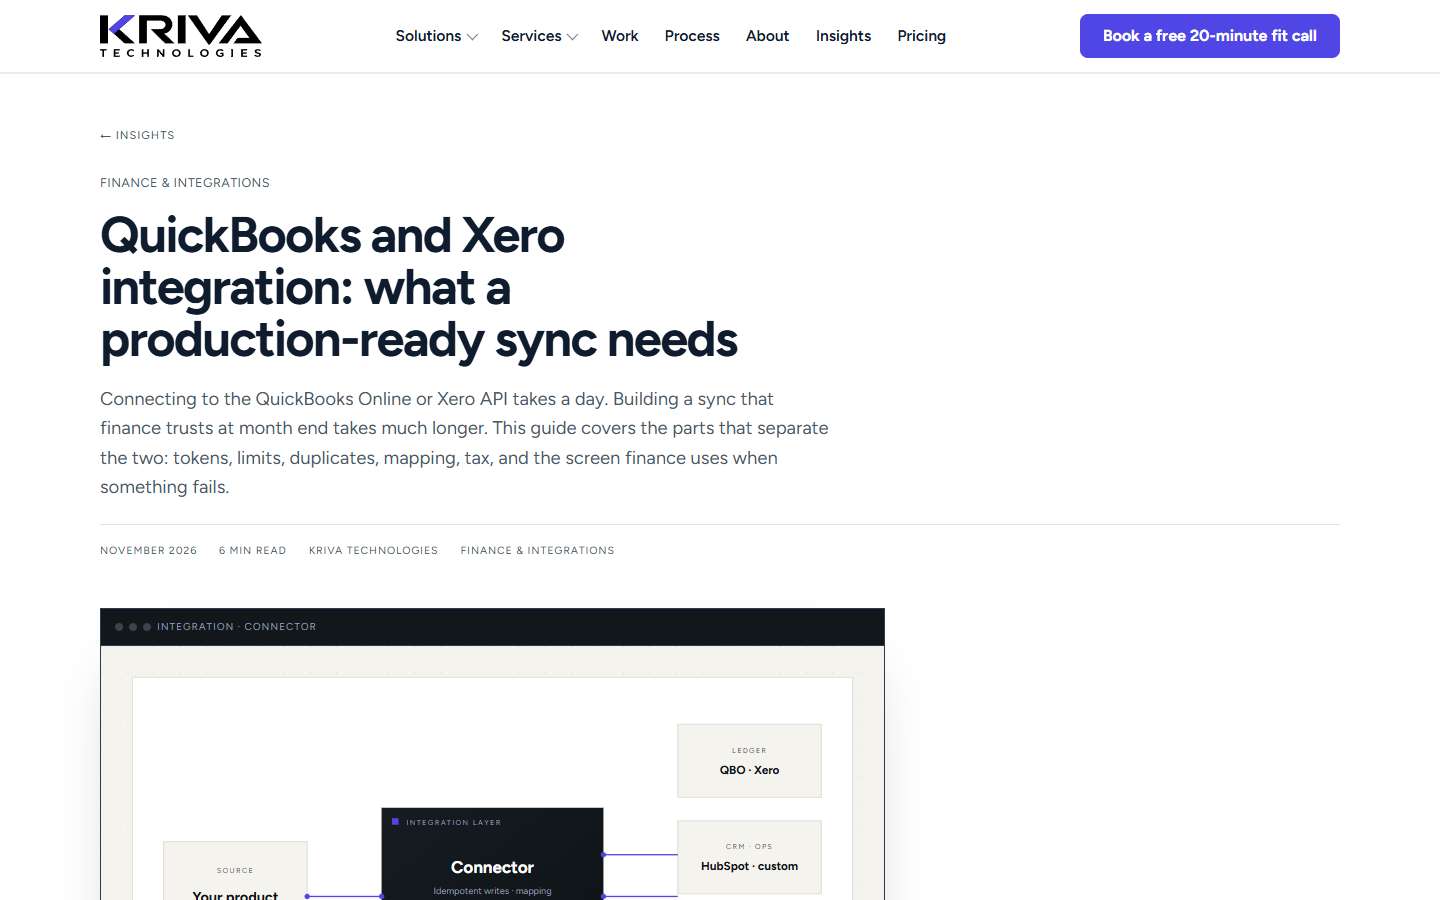 KRIVA
TECHNOLOGIES
Solutions Services Work Process About Insights Pricing
Book a free 20-minute fit call
← INSIGHTS
FINANCE & INTEGRATIONS
QuickBooks and Xero
integration: what a
production-ready sync needs
Connecting to the QuickBooks Online or Xero API takes a day. Building a sync that
finance trusts at month end takes much longer. This guide covers the parts that separate
the two: tokens, limits, duplicates, mapping, tax, and the screen finance uses when
something fails.
NOVEMBER 2026 6 MIN READ KRIVA TECHNOLOGIES FINANCE & INTEGRATIONS
INTEGRATION · CONNECTOR
LEDGER
QBO · Xero
INTEGRATION LAYER
CRM · OPS
HubSpot · custom
Connector
SOURCE
Idempotent writes · mapping
Your product